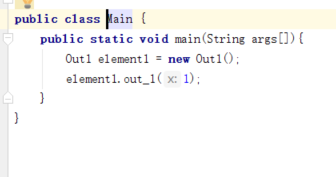 public class Main {
public static void main(String args[]){
Out1 element1 = new Out1();
element1.out_1( x: 1);
}
}